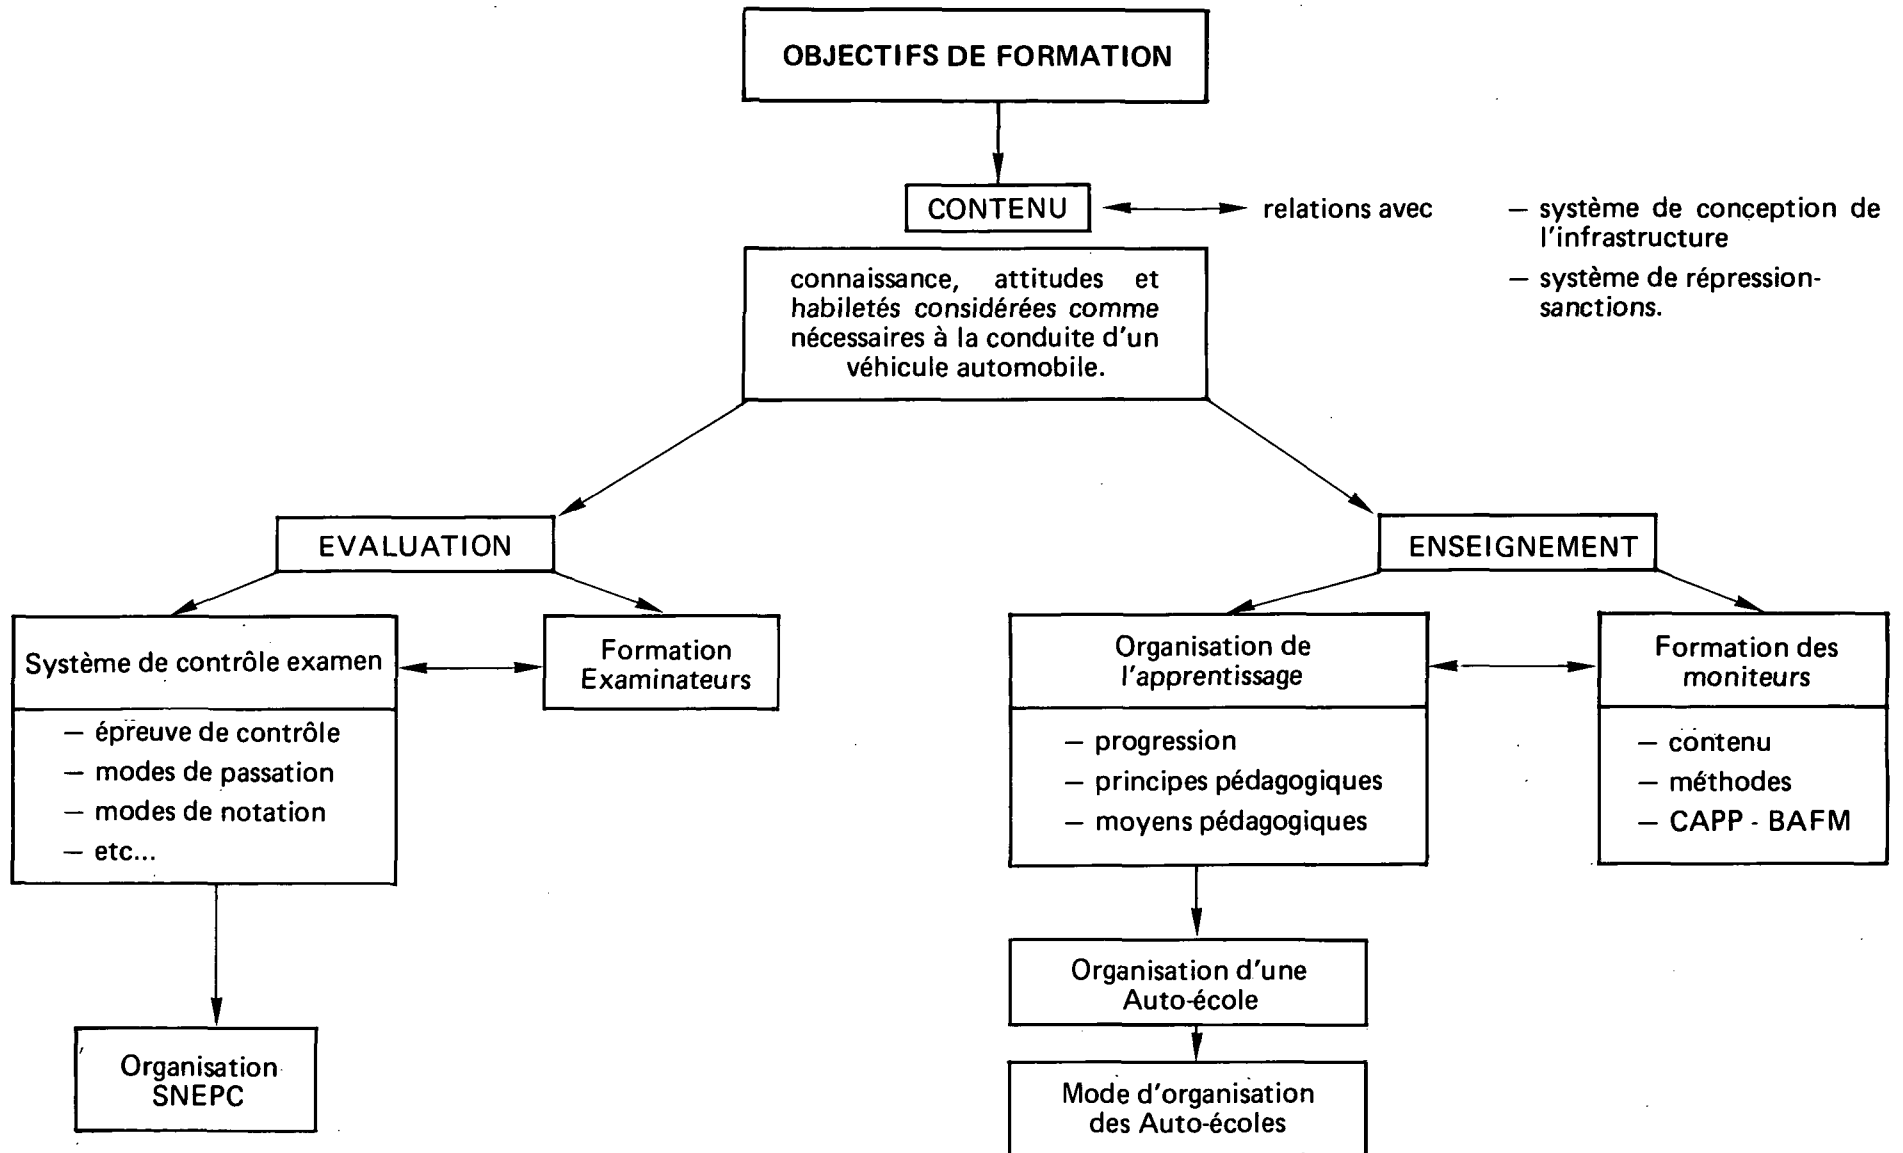 OBJECTIFS DE FORMATION
CONTENU
relations avec
— système de conception de
l'infrastructure
— système de répression-
sanctions.
connaissance, attitudes et
habiletés considérées comme
nécessaires à la conduite d'un
véhicule automobile.
EVALUATION
ENSEIGNEMENT
Système de contrôle examen
— épreuve de contrôle
— modes de passation
— modes de notation
— etc...
Formation
Examinateurs
Organisation de
l'apprentissage
— progression
— principes pédagogiques
— moyens pédagogiques
Formation des
moniteurs
— contenu
— méthodes
— CAPP - BAFM
Organisation
SNEPC
Organisation d'une
Auto-école
Mode d'organisation
des Auto-écoles